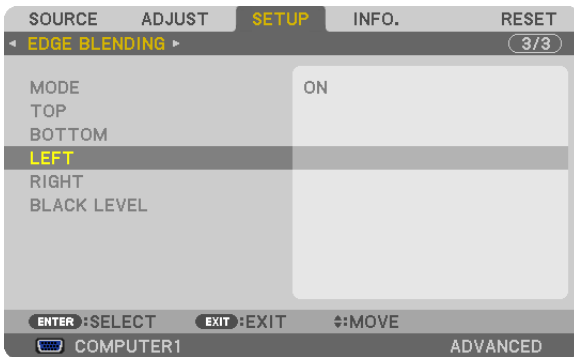 SOURCE ADJUST SETUP INFO. RESET
◂ EDGE BLENDING ▸ 3/3
MODE ON
TOP
BOTTOM
LEFT
RIGHT
BLACK LEVEL
ENTER :SELECT EXIT :EXIT ♦:MOVE
COMPUTER1 ADVANCED